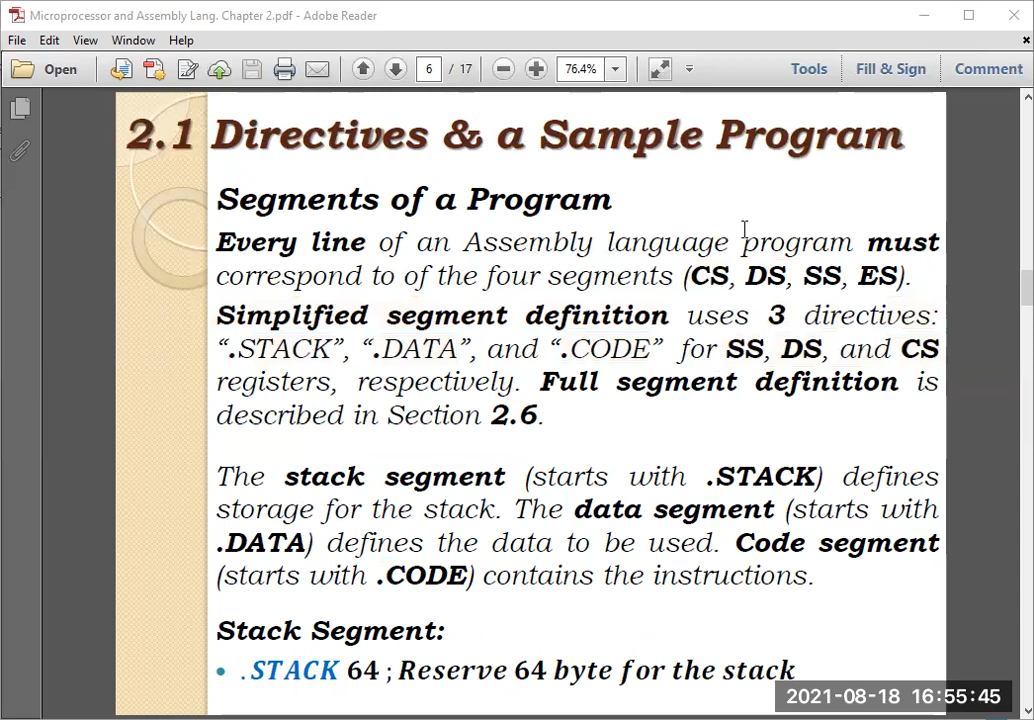 Microprocessor and Assembly Lang. Chapter 2.pdf - Adobe Reader
File Edit View Window Help
Open 6 / 17 76.4% Tools Fill & Sign Comment
2.1 Directives & a Sample Program
Segments of a Program
Every line of an Assembly language program must
correspond to of the four segments (CS, DS, SS, ES).
Simplified segment definition uses 3 directives:
“.STACK”, “.DATA”, and “.CODE” for SS, DS, and CS
registers, respectively. Full segment definition is
described in Section 2.6.
The stack segment (starts with .STACK) defines
storage for the stack. The data segment (starts with
.DATA) defines the data to be used. Code segment
(starts with .CODE) contains the instructions.
Stack Segment:
• .STACK 64 ; Reserve 64 byte for the stack
2021-08-18 16:55:45